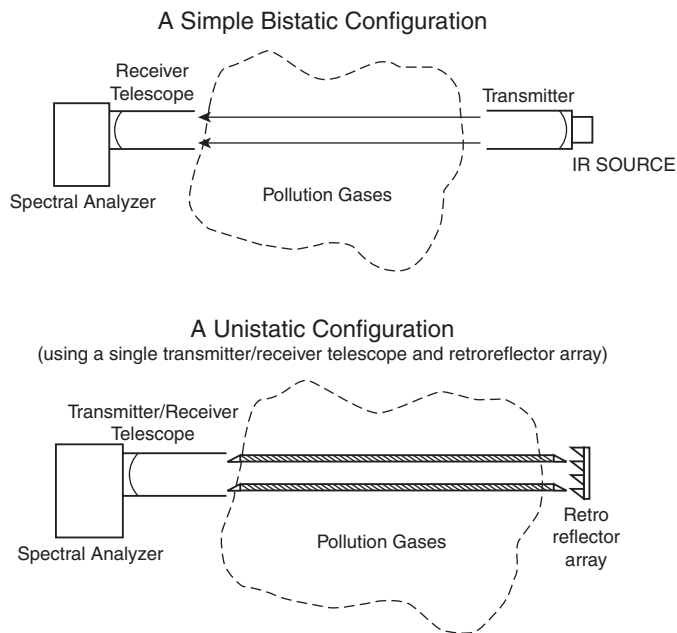 A Simple Bistatic Configuration
Receiver
Telescope
Transmitter
IR SOURCE
Spectral Analyzer
Pollution Gases
A Unistatic Configuration
(using a single transmitter/receiver telescope and retroreflector array)
Transmitter/Receiver
Telescope
Spectral Analyzer
Pollution Gases
Retro
reflector
array